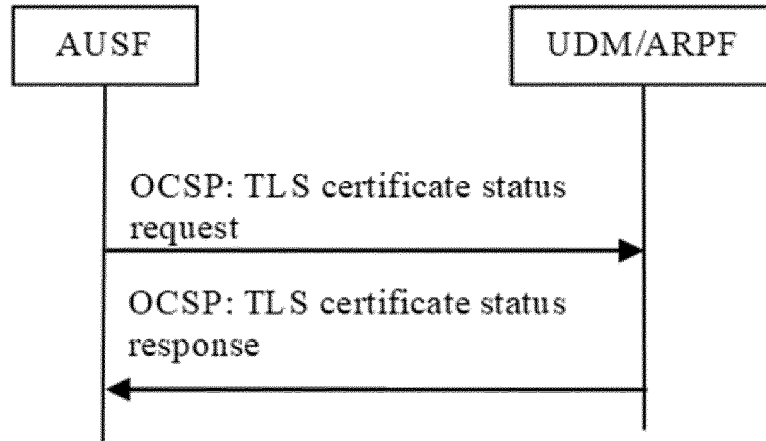 AUSF
UDM/ARPF
OCSP: TLS certificate status
request
OCSP: TLS certificate status
response